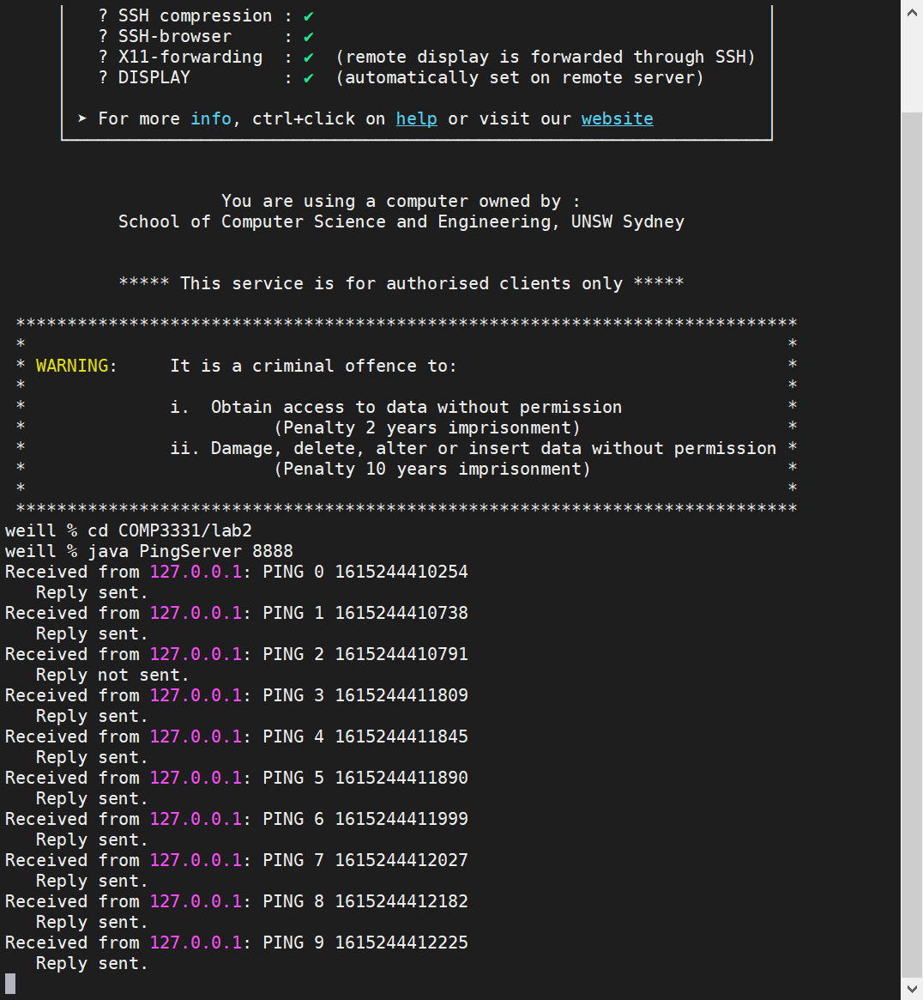 ? SSH compression : ✔
? SSH-browser     : ✔
? X11-forwarding  : ✔  (remote display is forwarded through SSH)
? DISPLAY         : ✔  (automatically set on remote server)
➤ For more info, ctrl+click on help or visit our website
You are using a computer owned by :
School of Computer Science and Engineering, UNSW Sydney
***** This service is for authorised clients only *****
****************************************************************************
*                                                                          *
* WARNING:     It is a criminal offence to:                                *
*                                                                          *
*              i.  Obtain access to data without permission                *
*                        (Penalty 2 years imprisonment)                    *
*              ii. Damage, delete, alter or insert data without permission *
*                        (Penalty 10 years imprisonment)                   *
*                                                                          *
****************************************************************************
weill % cd COMP3331/lab2
weill % java PingServer 8888
Received from 127.0.0.1: PING 0 1615244410254
   Reply sent.
Received from 127.0.0.1: PING 1 1615244410738
   Reply sent.
Received from 127.0.0.1: PING 2 1615244410791
   Reply not sent.
Received from 127.0.0.1: PING 3 1615244411809
   Reply sent.
Received from 127.0.0.1: PING 4 1615244411845
   Reply sent.
Received from 127.0.0.1: PING 5 1615244411890
   Reply sent.
Received from 127.0.0.1: PING 6 1615244411999
   Reply sent.
Received from 127.0.0.1: PING 7 1615244412027
   Reply sent.
Received from 127.0.0.1: PING 8 1615244412182
   Reply sent.
Received from 127.0.0.1: PING 9 1615244412225
   Reply sent.